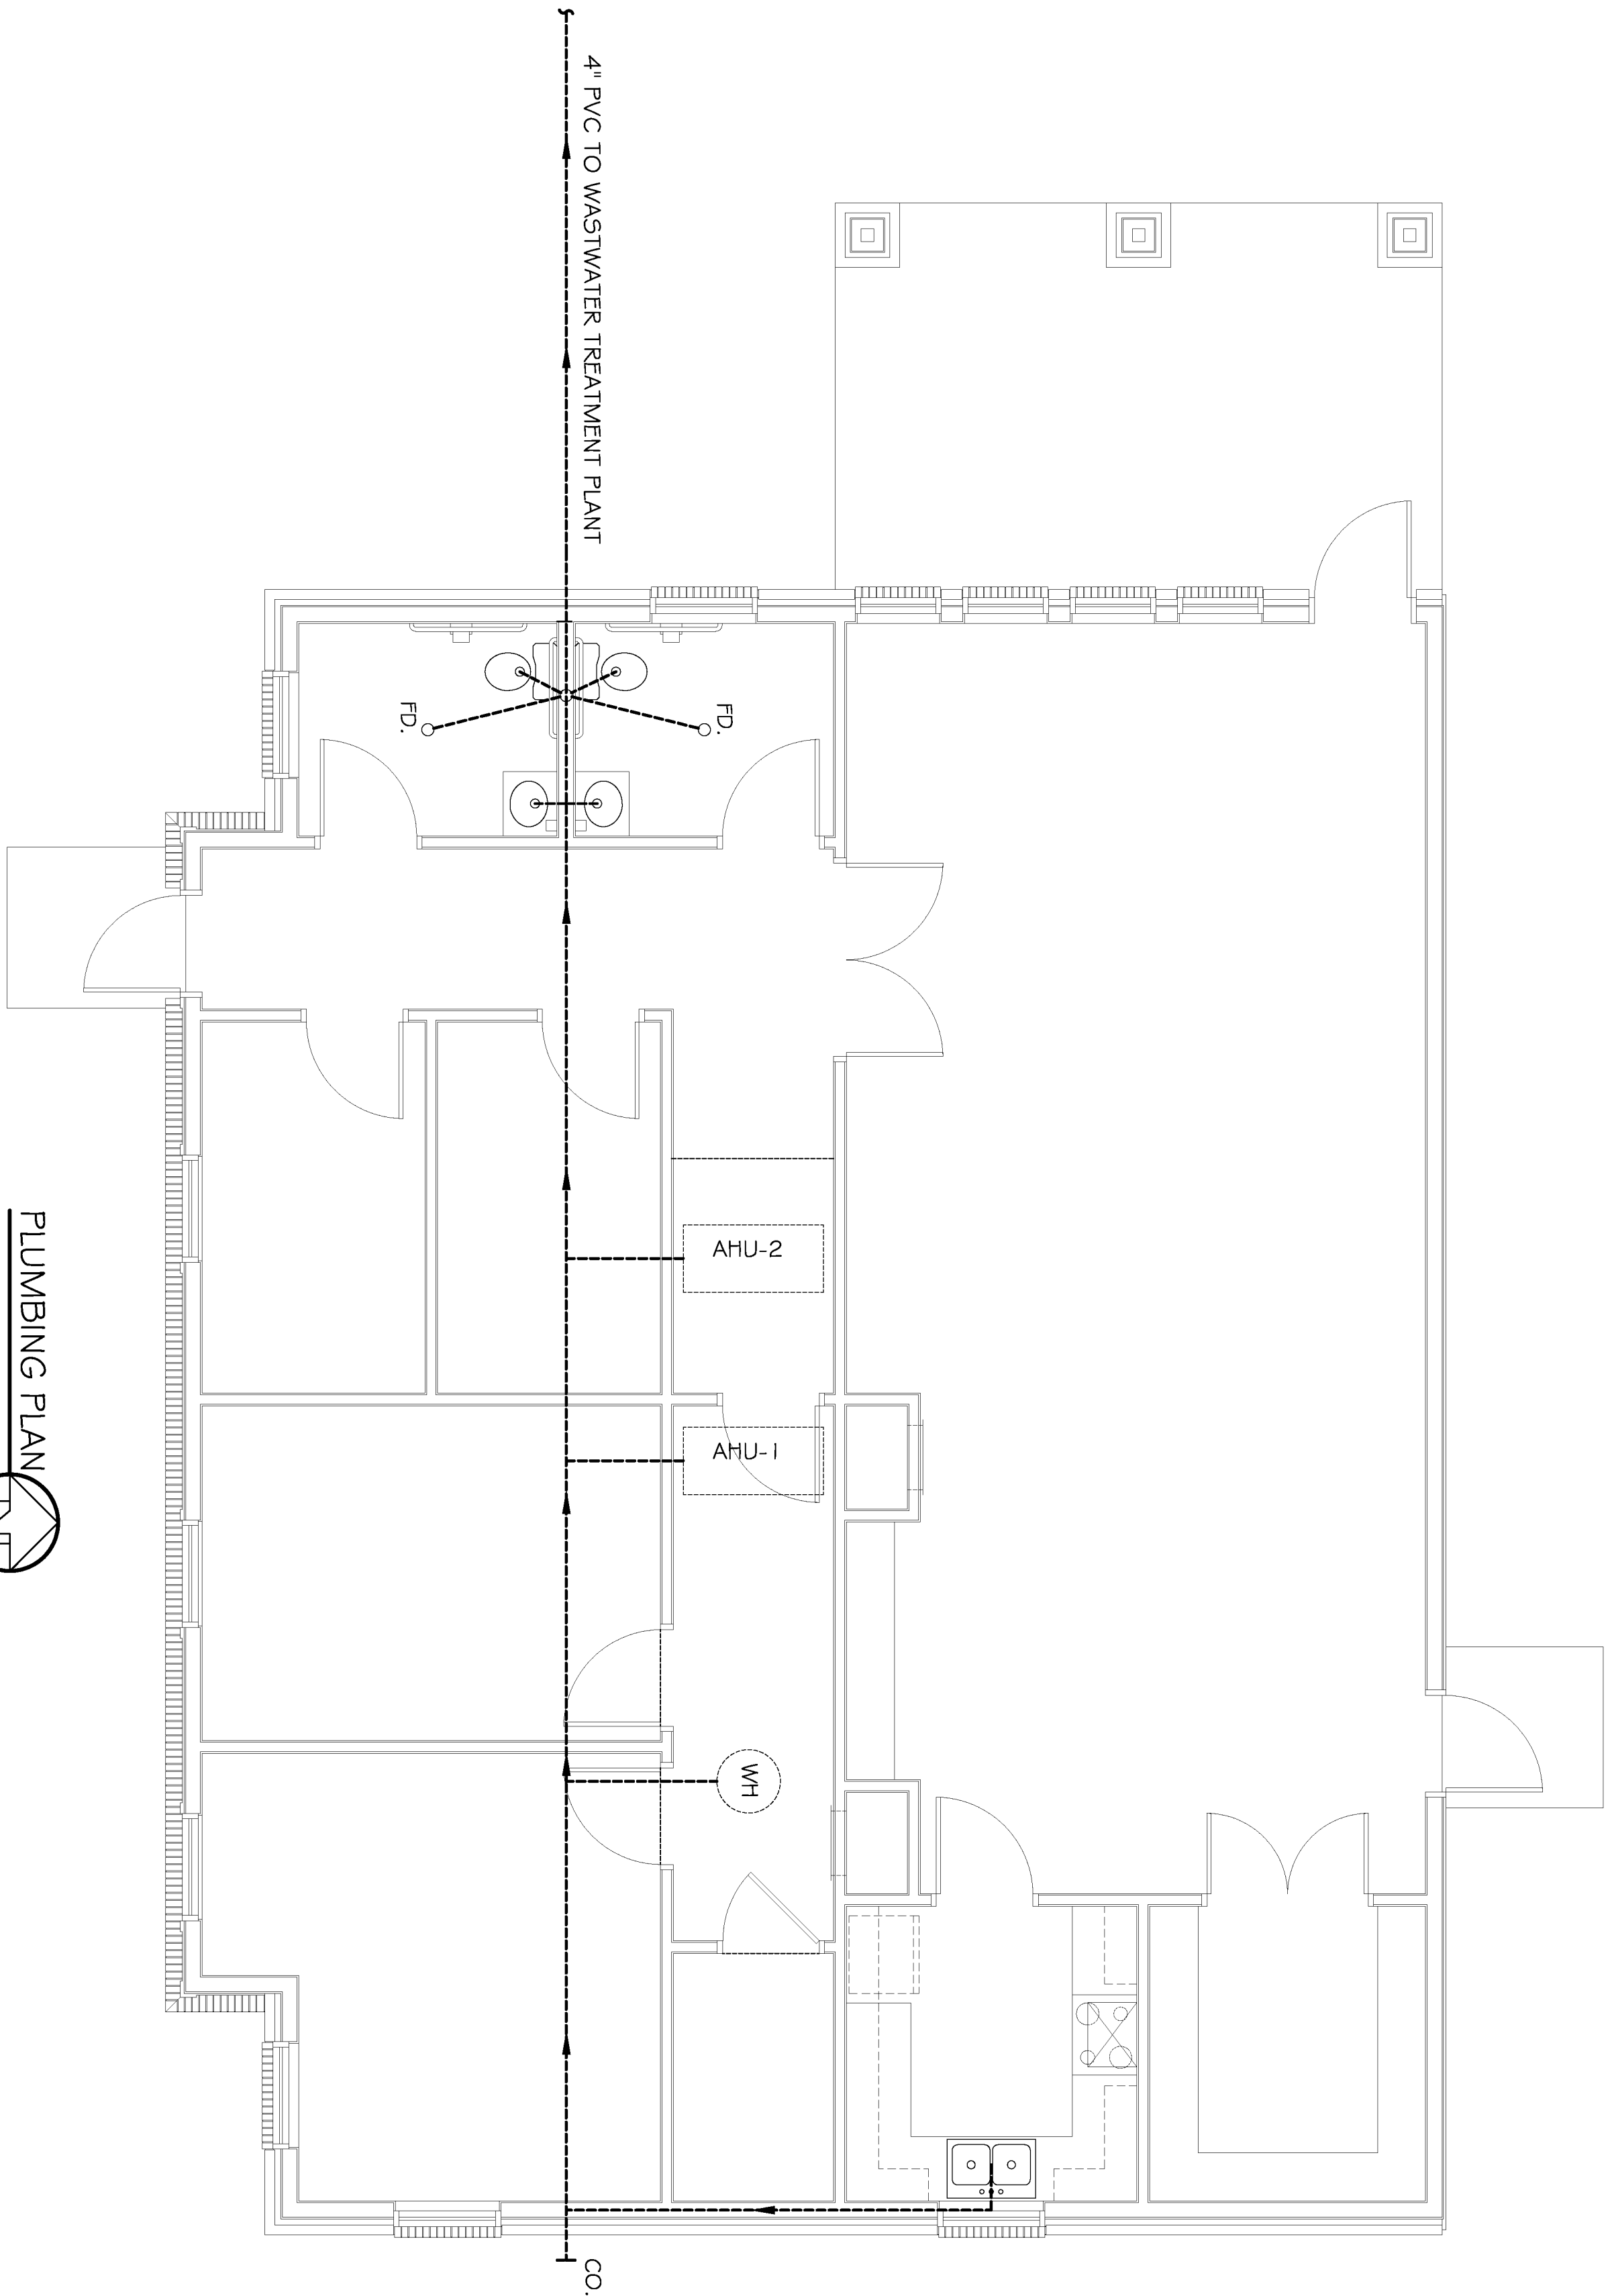 4" PVC TO WASTWATER TREATMENT PLANT
FD.
FD.
AHU-2
AHU-1
WH
CO.
PLUMBING PLAN